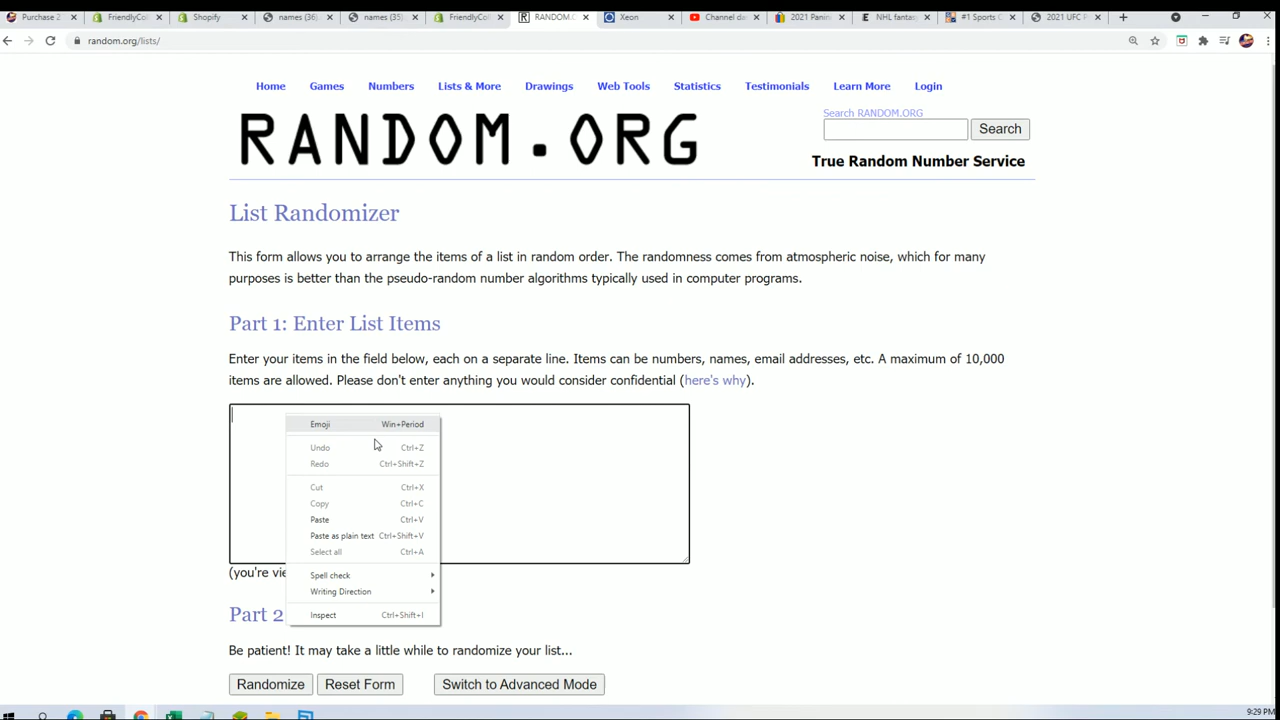 Purchase 2
FriendlyColl
Shopify
names (36).
names (35)
FriendlyCol
RANDOM.O
Xeon
Channel da
2021 Panini
NHL fantasy
#1 Sports C
2021 UFC P
random.org/lists/
Home Games Numbers Lists & More Drawings Web Tools Statistics Testimonials Learn More Login
RANDOM.ORG
Search RANDOM.ORG
Search
True Random Number Service
List Randomizer
This form allows you to arrange the items of a list in random order. The randomness comes from atmospheric noise, which for many
purposes is better than the pseudo-random number algorithms typically used in computer programs.
Part 1: Enter List Items
Enter your items in the field below, each on a separate line. Items can be numbers, names, email addresses, etc. A maximum of 10,000
items are allowed. Please don't enter anything you would consider confidential (here's why).
Emoji Win+Period
Undo Ctrl+Z
Redo Ctrl+Shift+Z
Cut Ctrl+X
Copy Ctrl+C
Paste Ctrl+V
Paste as plain text Ctrl+Shift+V
Select all Ctrl+A
Spell check
Writing Direction
Inspect Ctrl+Shift+I
(you're vie
Part 2
Be patient! It may take a little while to randomize your list...
Randomize Reset Form Switch to Advanced Mode
9:29 PM